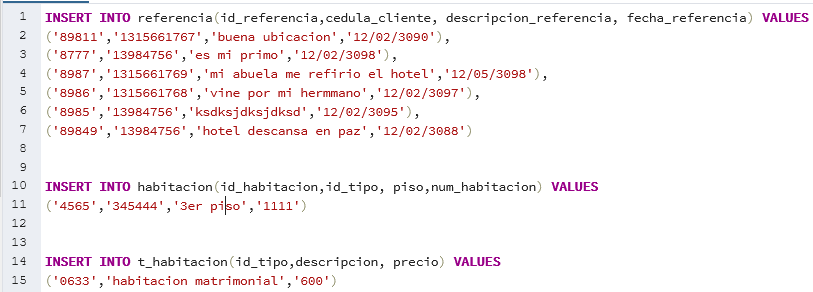 1 INSERT INTO referencia(id_referencia,cedula_cliente, descripcion_referencia, fecha_referencia) VALUES
2 ('89811','1315661767','buena ubicacion','12/02/3090'),
3 ('8777','13984756','es mi primo','12/02/3098'),
4 ('8987','1315661769','mi abuela me refirio el hotel','12/05/3098'),
5 ('8986','1315661768','vine por mi hermmano','12/02/3097'),
6 ('8985','13984756','ksdksjdksjdksd','12/02/3095'),
7 ('89849','13984756','hotel descansa en paz','12/02/3088')
8
9
10 INSERT INTO habitacion(id_habitacion,id_tipo, piso,num_habitacion) VALUES
11 ('4565','345444','3er piso','1111')
12
13
14 INSERT INTO t_habitacion(id_tipo,descripcion, precio) VALUES
15 ('0633','habitacion matrimonial','600')